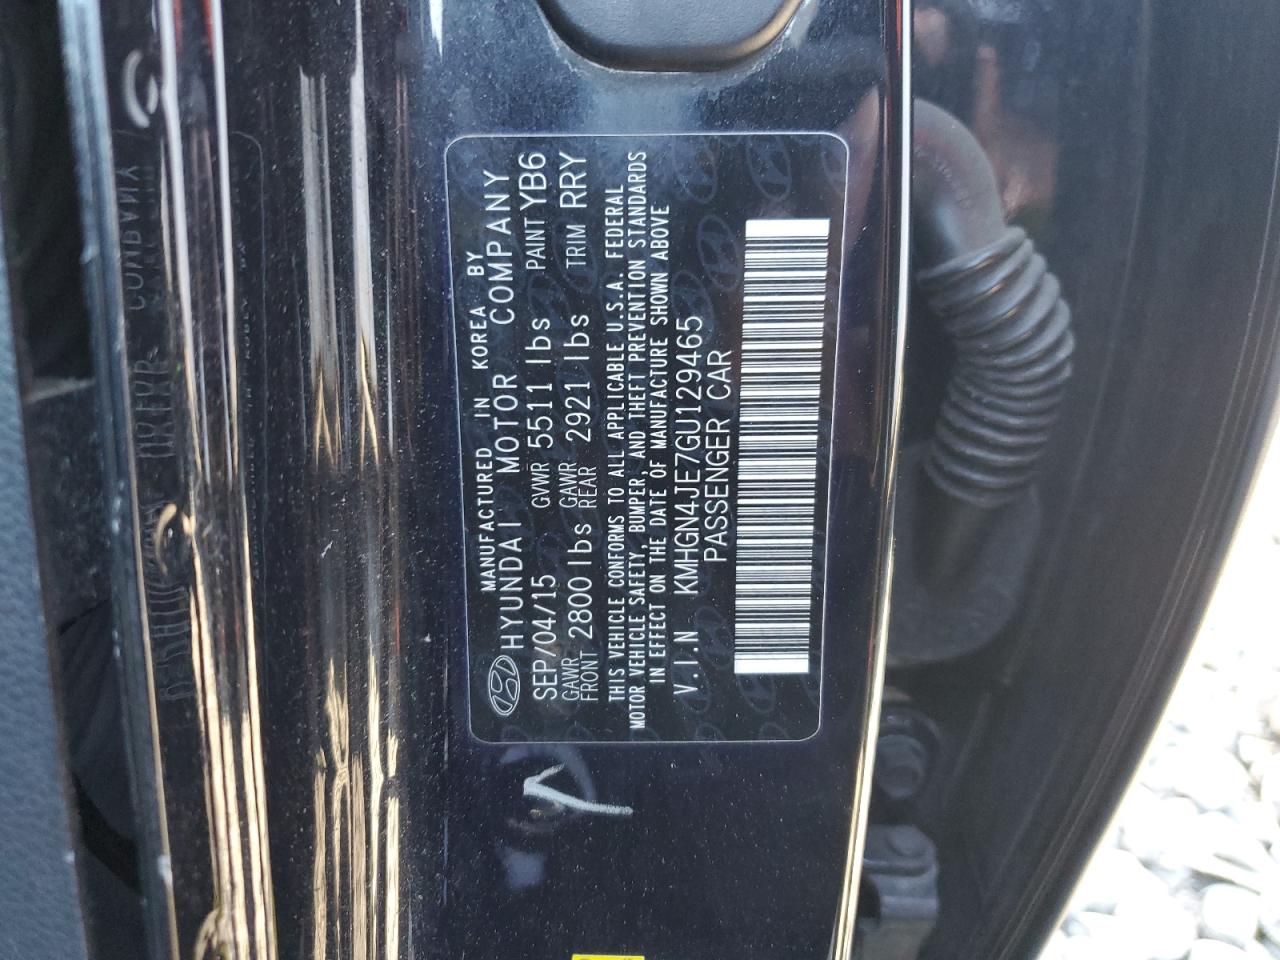 MANUFACTURED IN KOREA BY
HYUNDAI MOTOR COMPANY
SEP/04/15 GVWR 5511 lbs PAINT YB6
GAWR FRONT 2800 lbs GAWR REAR 2921 lbs TRIM RRY
THIS VEHICLE CONFORMS TO ALL APPLICABLE U.S.A. FEDERAL
MOTOR VEHICLE SAFETY, BUMPER, AND THEFT PREVENTION STANDARDS
IN EFFECT ON THE DATE OF MANUFACTURE SHOWN ABOVE
V.I.N KMHGN4JE7GU129465
PASSENGER CAR